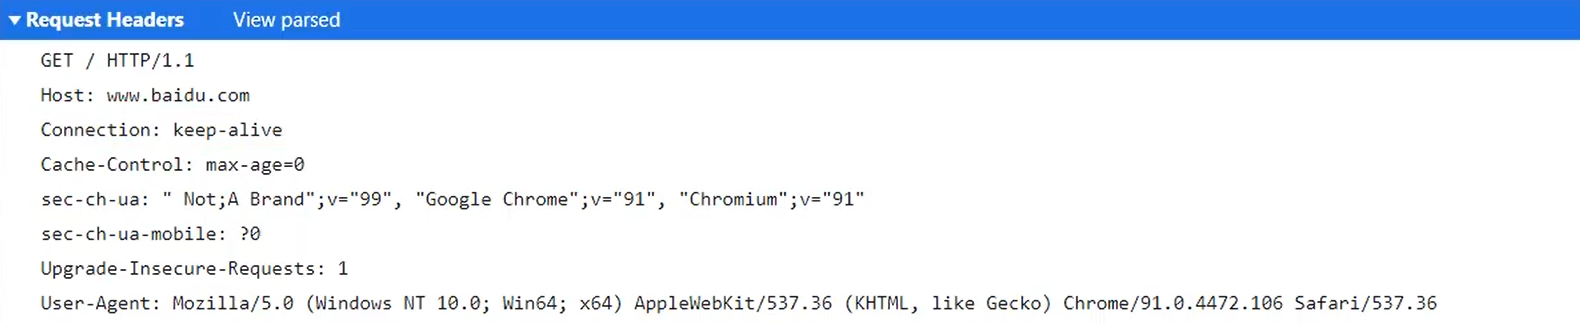 Request Headers View parsed
GET / HTTP/1.1
Host: www.baidu.com
Connection: keep-alive
Cache-Control: max-age=0
sec-ch-ua: " Not;A Brand";v="99", "Google Chrome";v="91", "Chromium";v="91"
sec-ch-ua-mobile: ?0
Upgrade-Insecure-Requests: 1
User-Agent: Mozilla/5.0 (Windows NT 10.0; Win64; x64) AppleWebKit/537.36 (KHTML, like Gecko) Chrome/91.0.4472.106 Safari/537.36